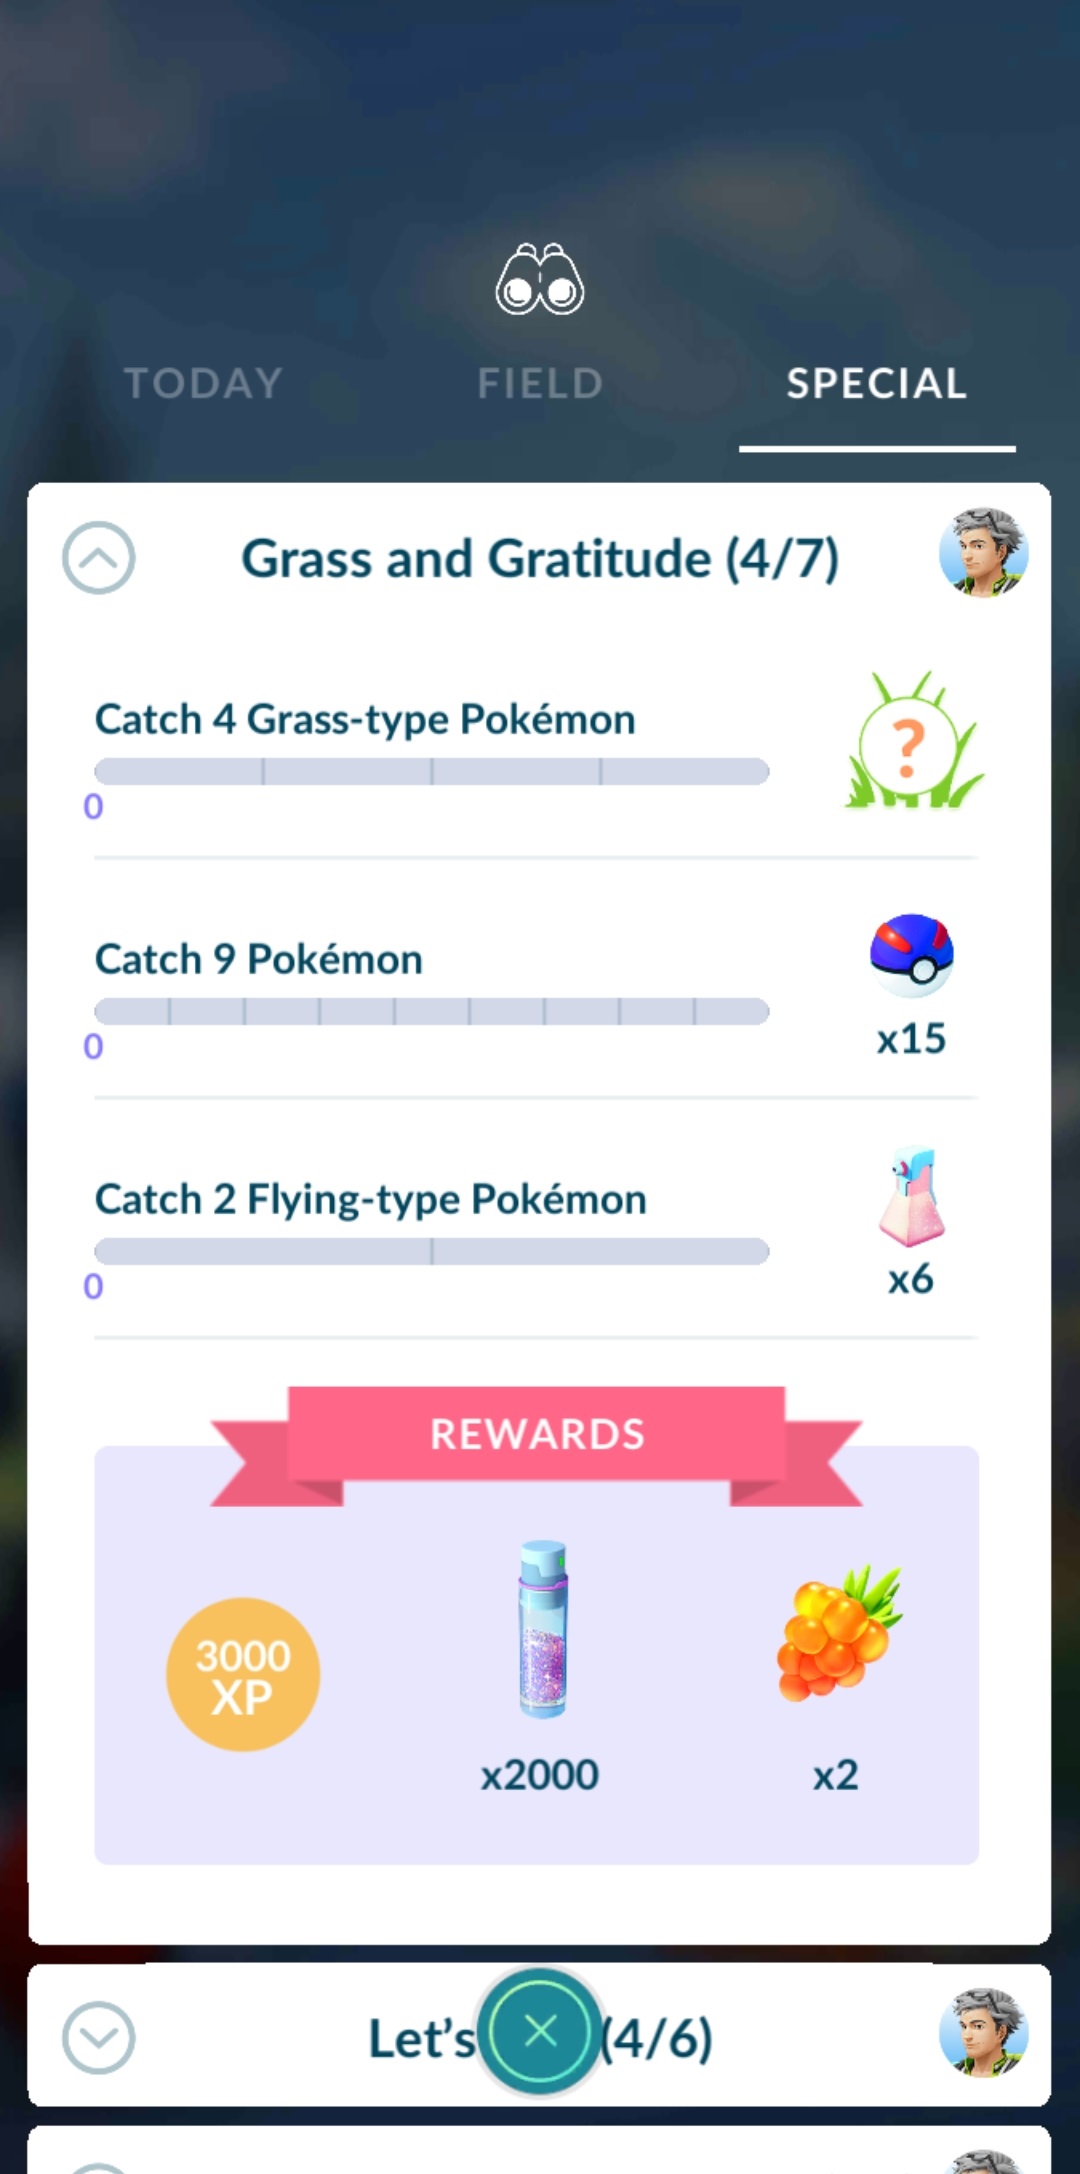 TODAY
FIELD
SPECIAL
Grass and Gratitude (4/7)
Catch 4 Grass-type Pokémon
0
?
Catch 9 Pokémon
0
x15
Catch 2 Flying-type Pokémon
0
x6
REWARDS
3000
XP
x2000
x2
Let's (4/6)